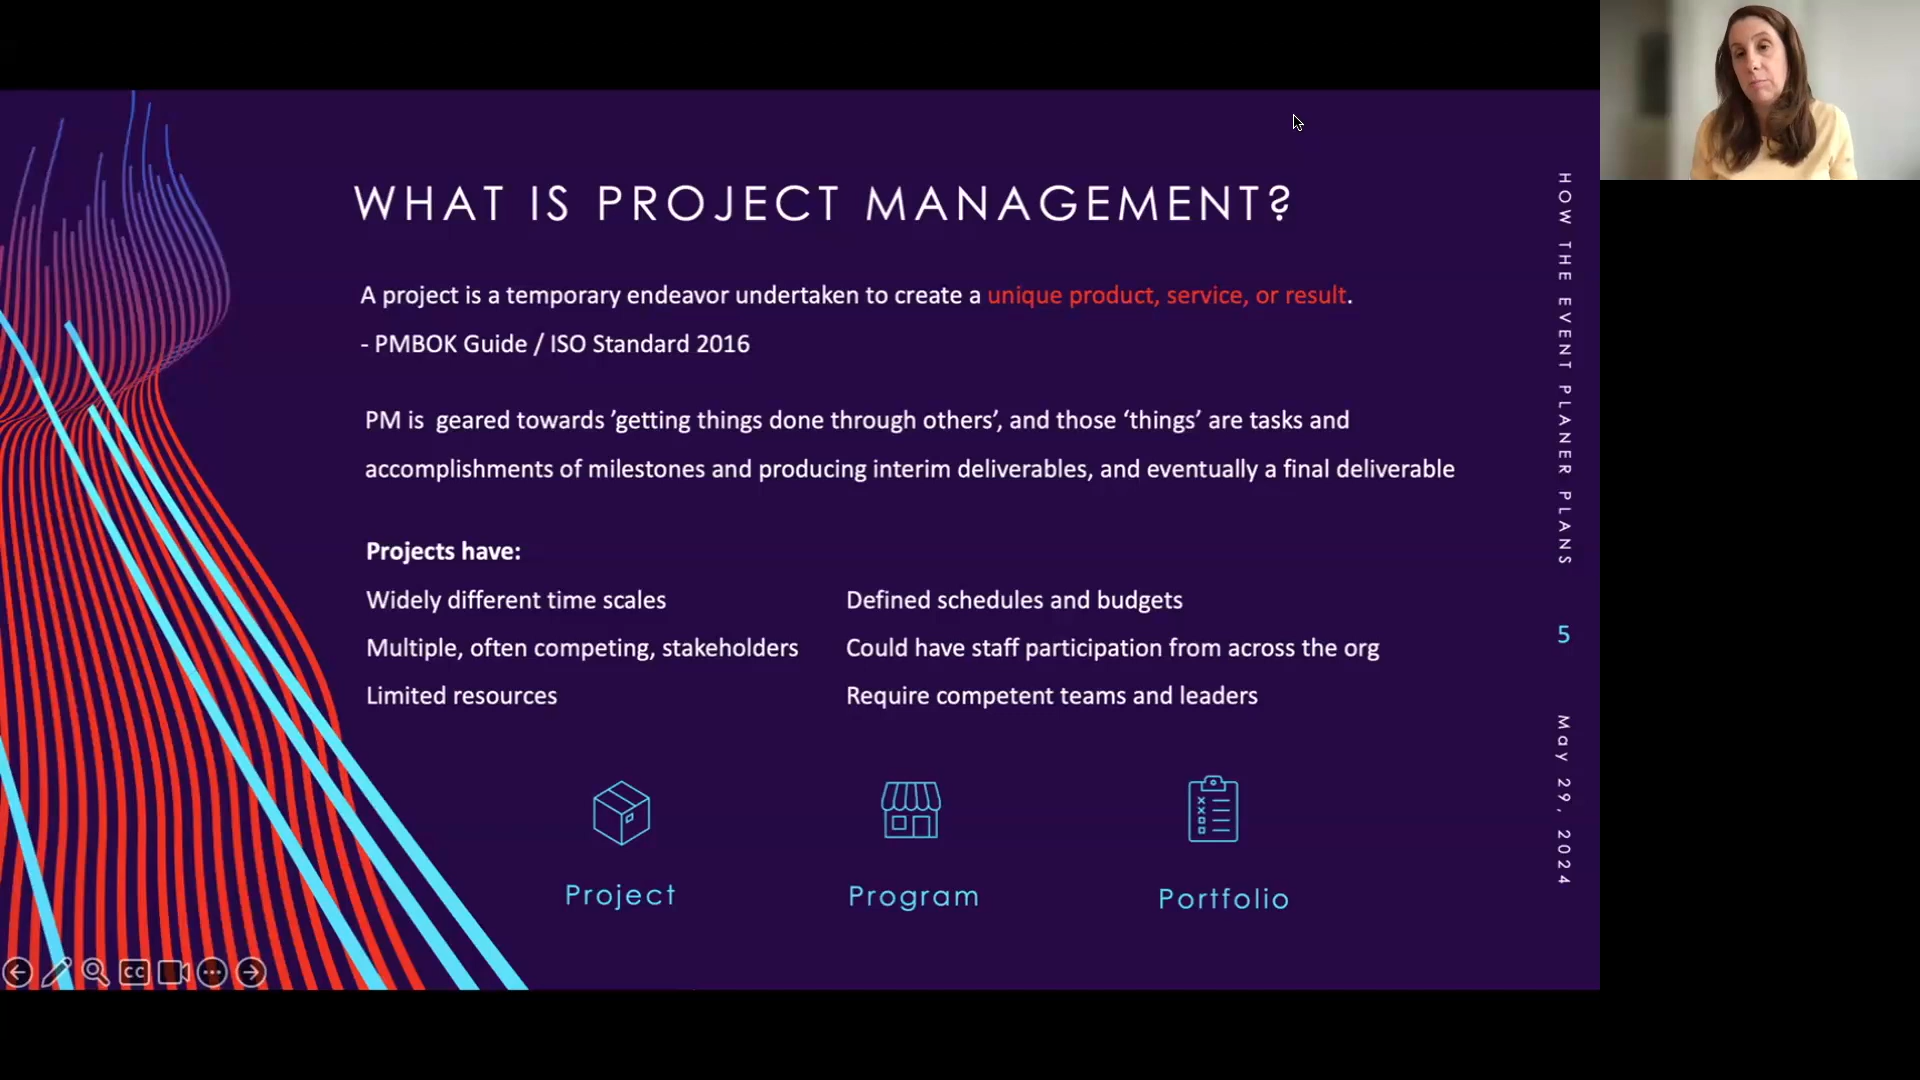 WHAT IS PROJECT MANAGEMENT?
A project is a temporary endeavor undertaken to create a unique product, service, or result.
- PMBOK Guide / ISO Standard 2016
PM is  geared towards ’getting things done through others’, and those ‘things’ are tasks and
accomplishments of milestones and producing interim deliverables, and eventually a final deliverable
Projects have:
Widely different time scales
Multiple, often competing, stakeholders
Limited resources
Defined schedules and budgets
Could have staff participation from across the org
Require competent teams and leaders
Project
Program
Portfolio
HOW THE EVENT PLANER PLANS
5
May 29, 2024
CC